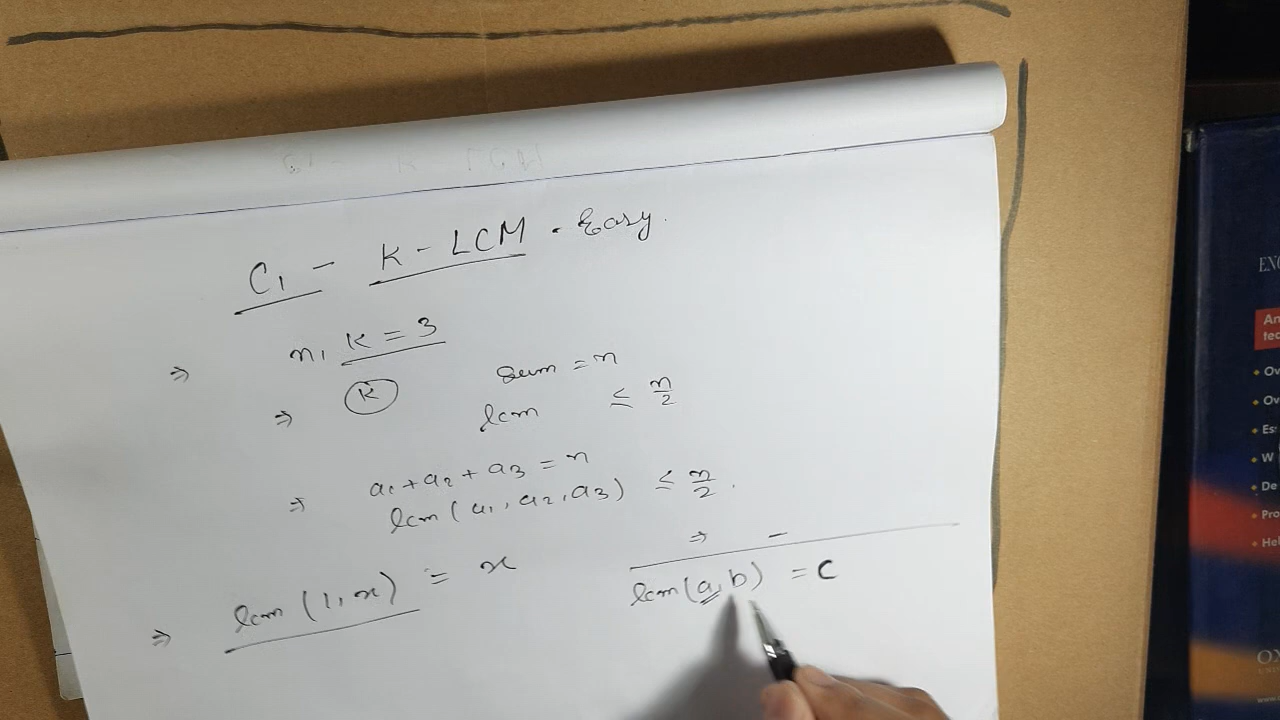 C1 - K - LCM - Easy.
⇒ n, K = 3
⇒ K sum = n
lcm ≤ n/2
⇒ a1 + a2 + a3 = n
lcm (a1, a2, a3) ≤ n/2.
⇒ -
⇒ lcm (1, x) = x
lcm (a, b) = c